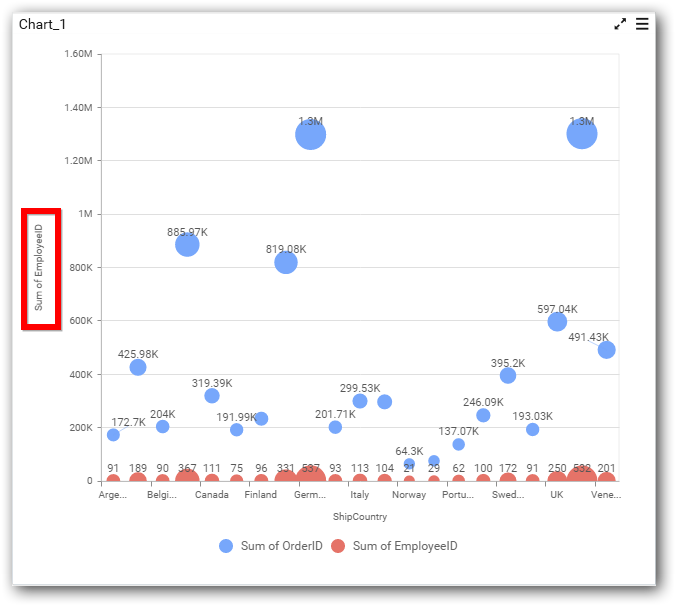 Chart_1
1.60M
1.40M
1.3M 1.3M
1.20M
1M
885.97K
819.08K
800K
Sum of EmployeeID
600K
597.04K
491.43K
425.98K
400K
395.2K
319.39K
299.53K
246.09K
200K
172.7K 204K 191.99K 201.71K 193.03K
137.07K
64.3K
0
91 189 90 367 111 75 96 331 537 93 113 104 21 29 62 100 172 91 250 532 201
Arge... Belgi... Canada Finland Germ... Italy Norway Portu... Swed... UK Vene...
ShipCountry
Sum of OrderID Sum of EmployeeID